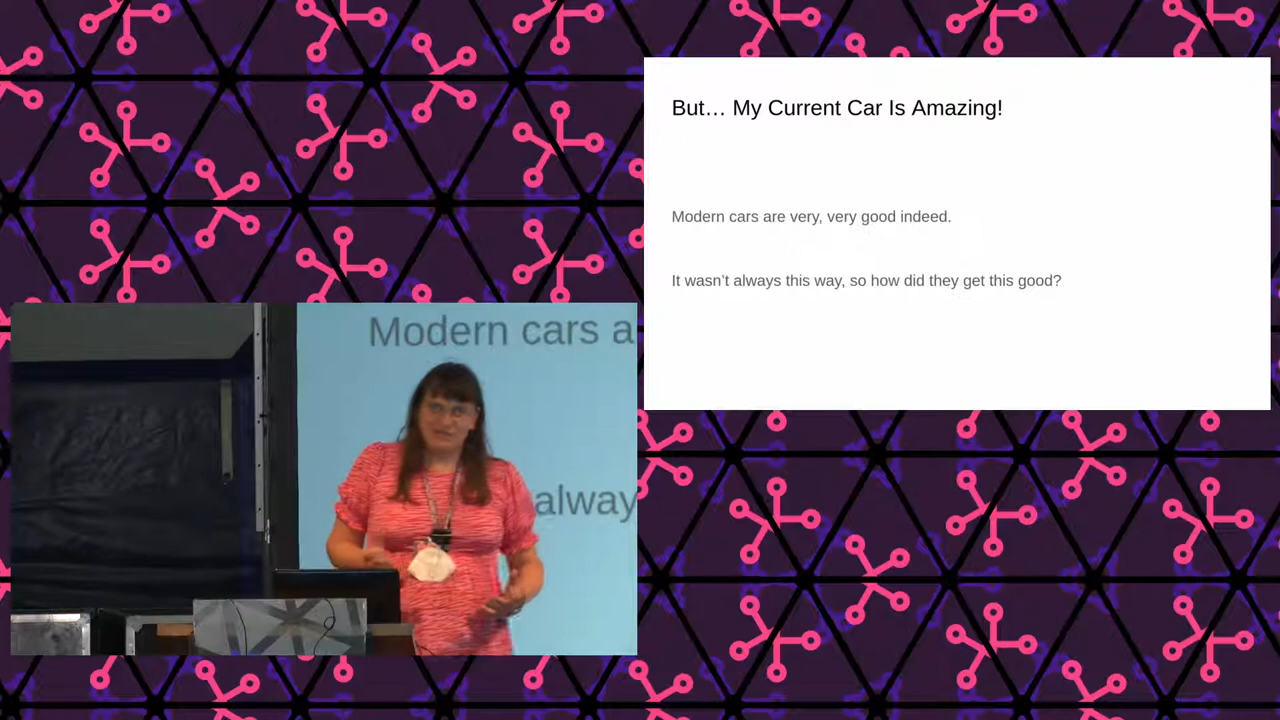 But… My Current Car Is Amazing!
Modern cars are very, very good indeed.
It wasn’t always this way, so how did they get this good?
Modern cars a
alway